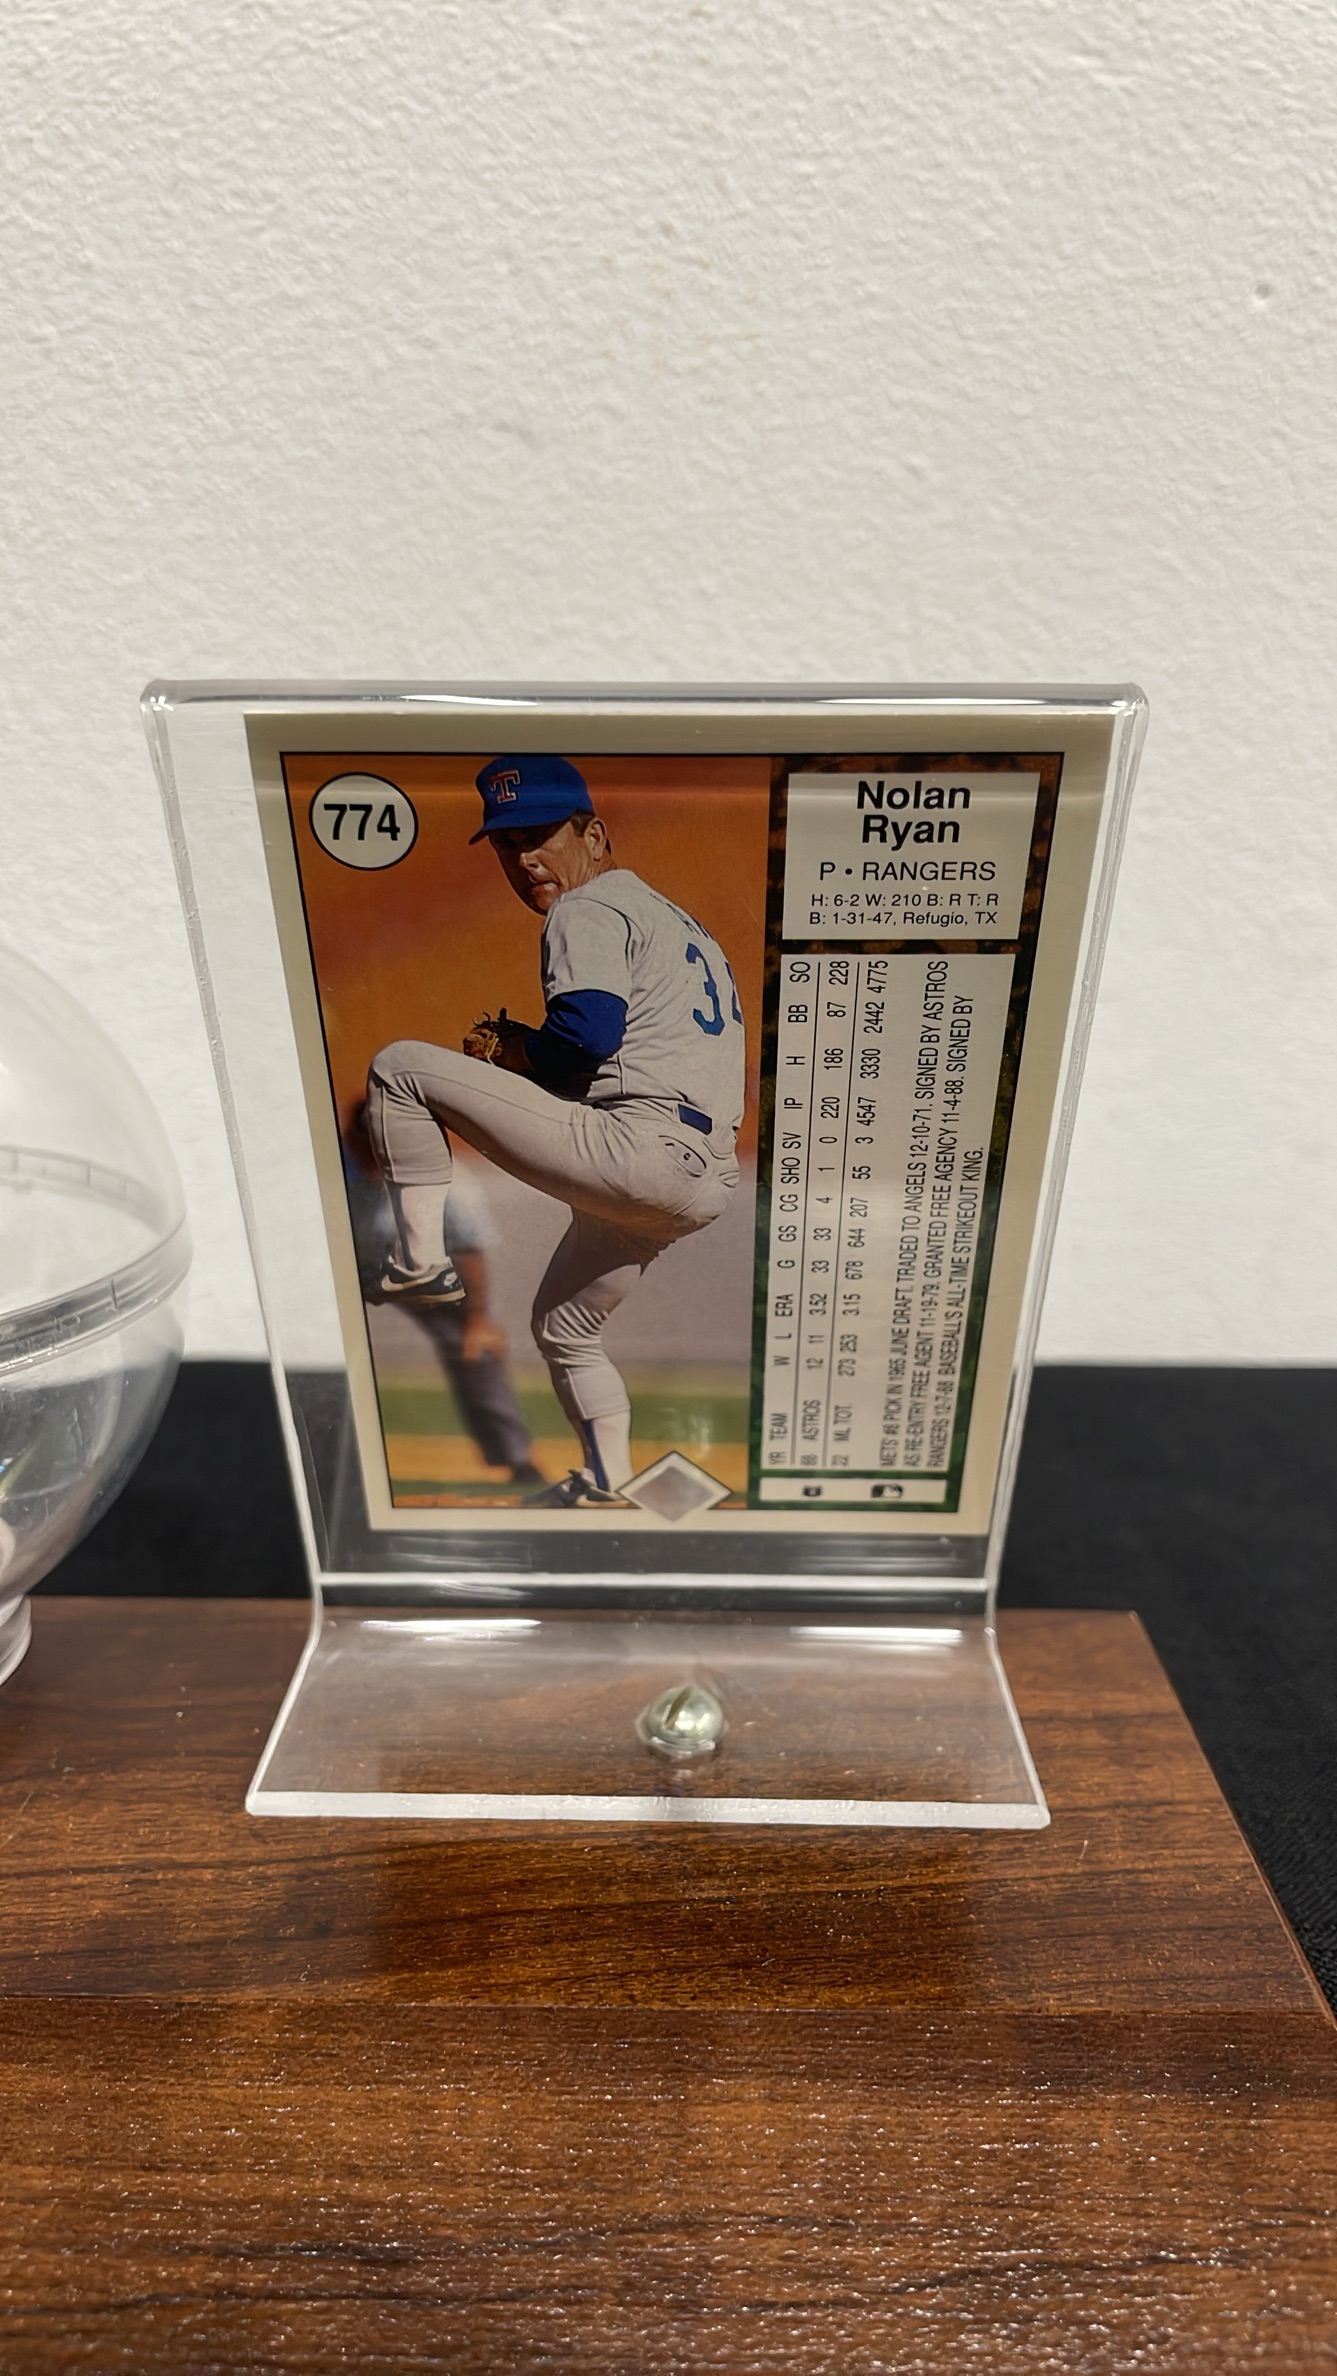 774
T
34
Nolan
Ryan
P • RANGERS
H: 6-2 W: 210 B: R T: R
B: 1-31-47, Refugio, TX
YR TEAM W L ERA G GS CG SHO SV IP H BB SO
88 ASTROS 12 11 3.52 33 33 4 1 0 220 186 87 228
22 ML TOT. 273 253 3.15 678 644 207 55 3 4547 3330 2442 4775
METS' #8 PICK IN 1965 JUNE DRAFT. TRADED TO ANGELS 12-10-71. SIGNED BY ASTROS
AS RE-ENTRY FREE AGENT 11-19-79. GRANTED FREE AGENCY 11-4-88. SIGNED BY
RANGERS 12-7-88. BASEBALL'S ALL-TIME STRIKEOUT KING.